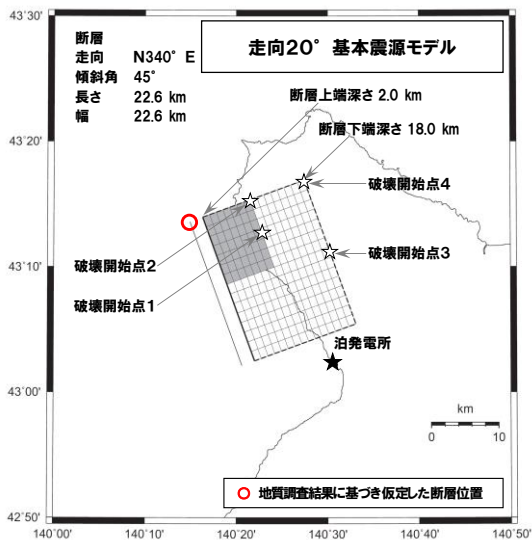 43°30'
断層
走向 N340° E
傾斜角 45°
長さ 22.6 km
幅 22.6 km
走向20° 基本震源モデル
断層上端深さ 2.0 km
断層下端深さ 18.0 km
43°20'
破壊開始点4
破壊開始点3
破壊開始点2
43°10'
破壊開始点1
泊発電所
43°00'
km
0 10
地質調査結果に基づき仮定した断層位置
42°50'
140°00' 140°10' 140°20' 140°30' 140°40' 140°50'